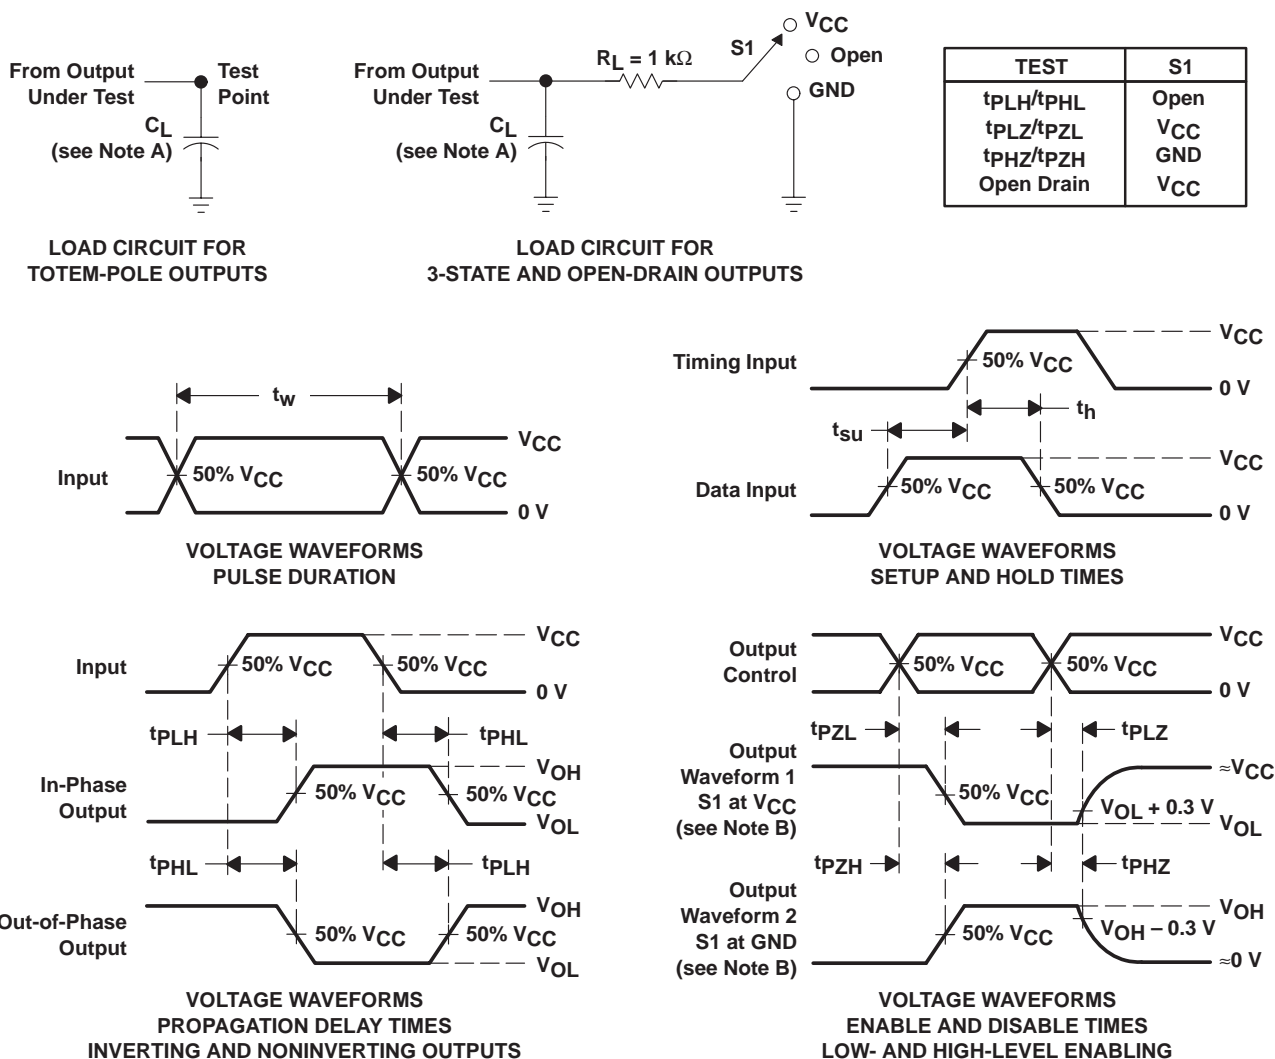 From Output
Under Test
Test
Point
CL
(see Note A)
LOAD CIRCUIT FOR
TOTEM-POLE OUTPUTS
From Output
Under Test
RL = 1 kΩ
S1
VCC
Open
GND
CL
(see Note A)
LOAD CIRCUIT FOR
3-STATE AND OPEN-DRAIN OUTPUTS
TEST S1
tPLH/tPHL Open
tPLZ/tPZL VCC
tPHZ/tPZH GND
Open Drain VCC
tw
Input
50% VCC
50% VCC
VCC
0 V
VOLTAGE WAVEFORMS
PULSE DURATION
Timing Input
50% VCC
VCC
0 V
th
tsu
Data Input
50% VCC
50% VCC
VCC
0 V
VOLTAGE WAVEFORMS
SETUP AND HOLD TIMES
Input
50% VCC
50% VCC
VCC
0 V
tPLH
tPHL
In-Phase
Output
50% VCC
50% VCC
VOH
VOL
tPHL
tPLH
Out-of-Phase
Output
50% VCC
50% VCC
VOH
VOL
VOLTAGE WAVEFORMS
PROPAGATION DELAY TIMES
INVERTING AND NONINVERTING OUTPUTS
Output
Control
50% VCC
50% VCC
VCC
0 V
tPZL
tPLZ
Output
Waveform 1
S1 at VCC
(see Note B)
50% VCC
VOL + 0.3 V
≈VCC
VOL
tPZH
tPHZ
Output
Waveform 2
S1 at GND
(see Note B)
50% VCC
VOH − 0.3 V
VOH
≈0 V
VOLTAGE WAVEFORMS
ENABLE AND DISABLE TIMES
LOW- AND HIGH-LEVEL ENABLING